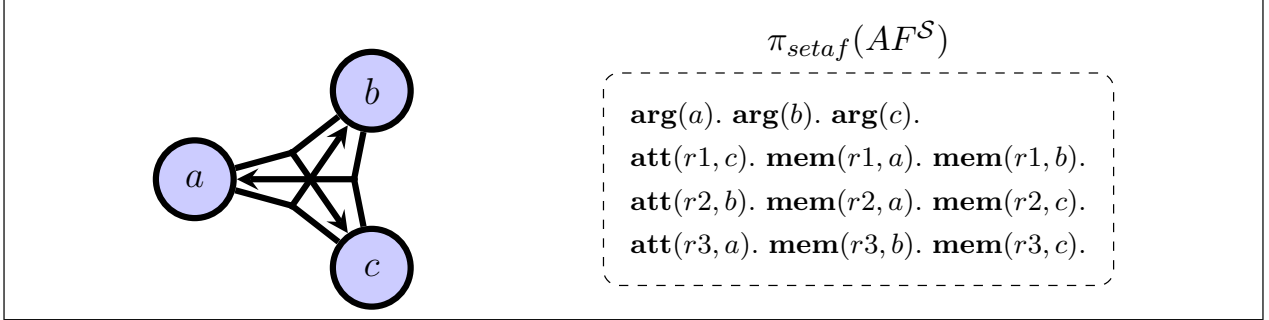 π_setaf(AF^𝒮)
b
a
c
arg(a). arg(b). arg(c).
att(r1, c). mem(r1, a). mem(r1, b).
att(r2, b). mem(r2, a). mem(r2, c).
att(r3, a). mem(r3, b). mem(r3, c).